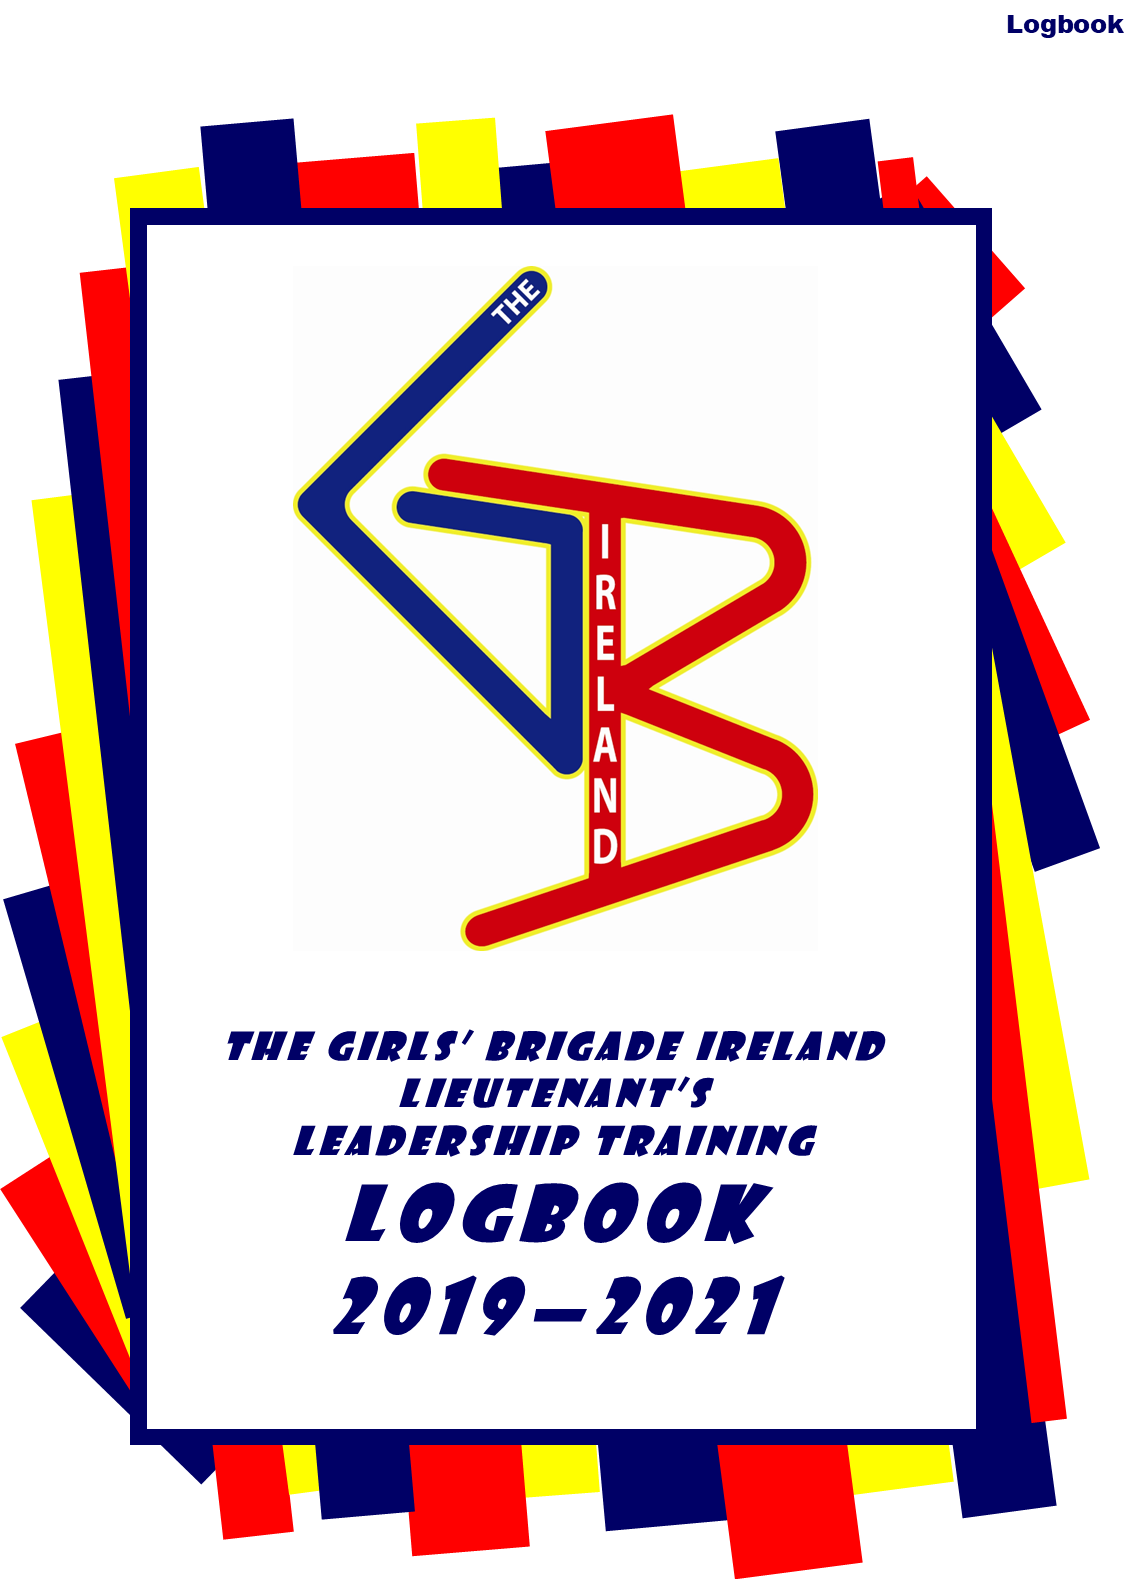 Logbook
THE
IRELAND
THE GIRLS’ BRIGADE IRELAND
LIEUTENANT’S
LEADERSHIP TRAINING
LOGBOOK
2019–2021